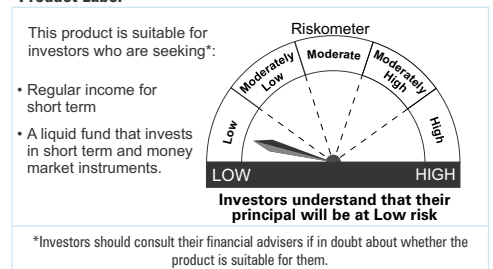 Product Label
This product is suitable for
investors who are seeking*:
• Regular income for
short term
• A liquid fund that invests
in short term and money
market instruments.
Riskometer
Low
Moderately
Low
Moderate
Moderately
High
High
LOW HIGH
Investors understand that their
principal will be at Low risk
*Investors should consult their financial advisers if in doubt about whether the
product is suitable for them.